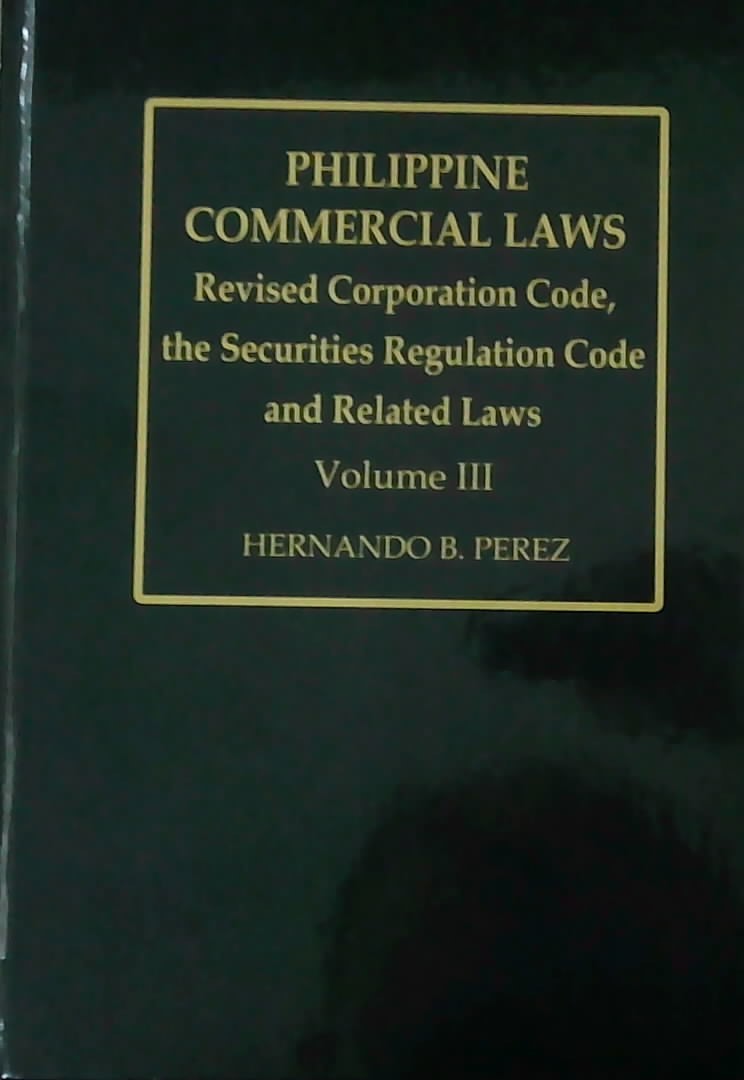 PHILIPPINE
COMMERCIAL LAWS
Revised Corporation Code,
the Securities Regulation Code
and Related Laws
Volume III
HERNANDO B. PEREZ